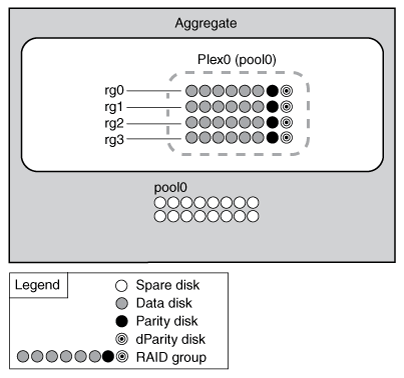 Aggregate
Plex0 (pool0)
rg0
rg1
rg2
rg3
pool0
Legend
Spare disk
Data disk
Parity disk
dParity disk
RAID group